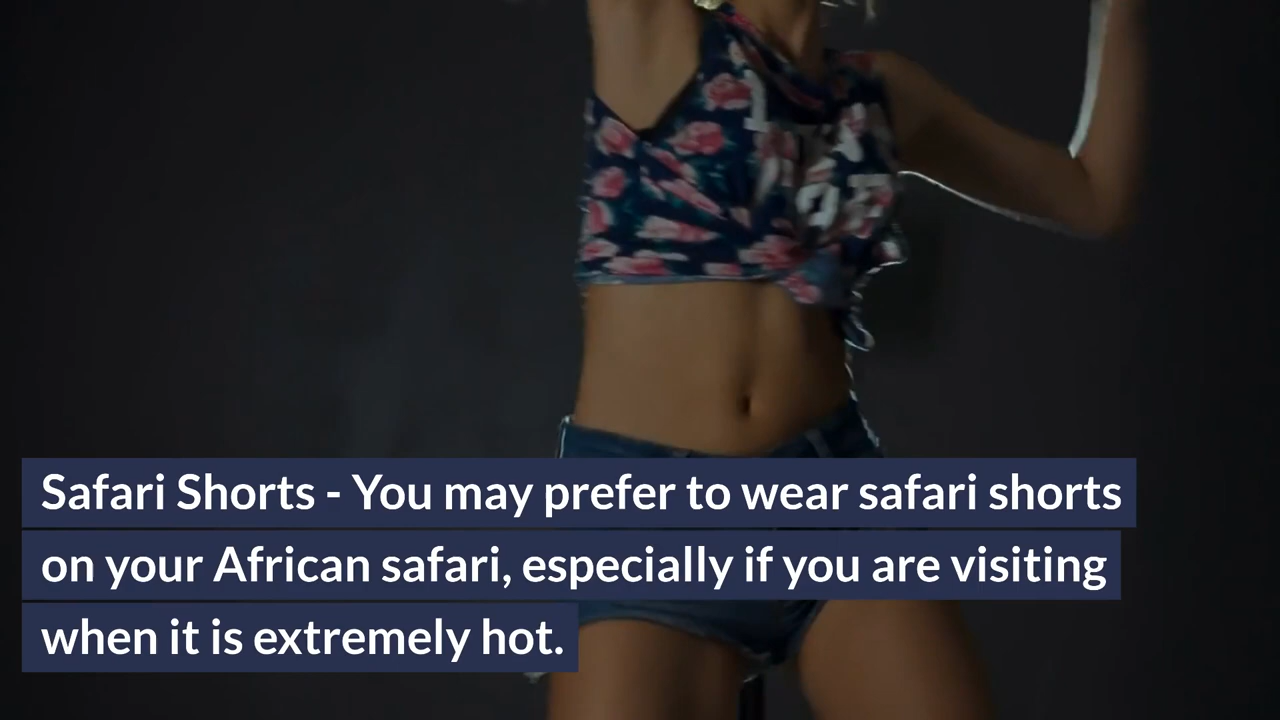 Safari Shorts - You may prefer to wear safari shorts
on your African safari, especially if you are visiting
when it is extremely hot.